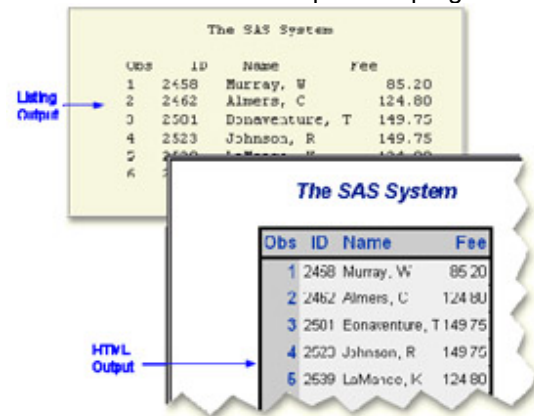 The SAS System
Obs ID Name Fee
1 2458 Murray, W 85.20
2 2462 Almers, C 124.80
3 2501 Bonaventure, T 149.75
4 2523 Johnson, R 149.75
5
6 2
Listing
Output
The SAS System
Obs ID Name Fee
1 2458 Murray, W 85.20
2 2462 Almers, C 124.80
3 2501 Bonaventure, T 149.75
4 2523 Johnson, R 149.75
5 2539 LaMance, K 124.80
HTML
Output